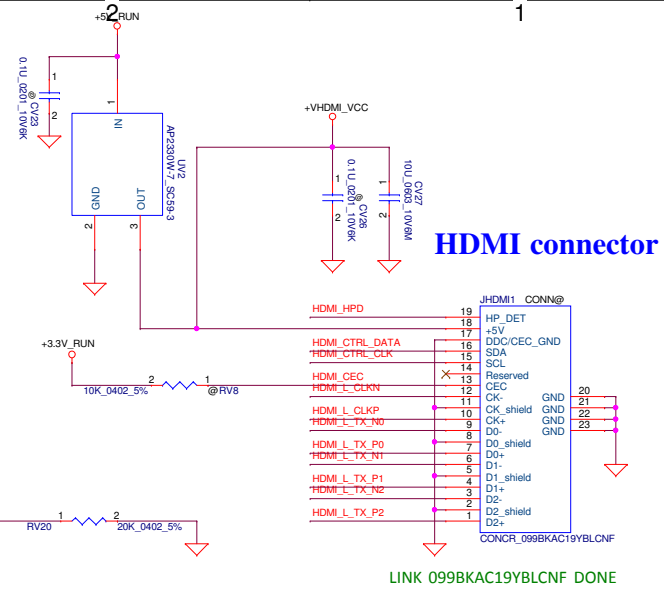 2
1
+5V_RUN
0.1U_0201_10V6K
@ CV23
1
2
1
IN
UV2
AP2330W-7_SC59-3
GND
OUT
2
3
+VHDMI_VCC
1
2
0.1U_0201_10V6K
@ CV26
1
2
CV27
10U_0603_10V6M
HDMI connector
JHDMI1 CONN@
HDMI_HPD
19 HP_DET
18 +5V
17 DDC/CEC_GND
HDMI_CTRL_DATA 16 SDA
HDMI_CTRL_CLK 15 SCL
14 Reserved
HDMI_CEC 13 CEC
HDMI_L_CLKN 12 CK-
11 CK_shield
HDMI_L_CLKP 10 CK+
HDMI_L_TX_N0 9 D0-
8 D0_shield
HDMI_L_TX_P0 7 D0+
HDMI_L_TX_N1 6 D1-
5 D1_shield
HDMI_L_TX_P1 4 D1+
HDMI_L_TX_N2 3 D2-
2 D2_shield
HDMI_L_TX_P2 1 D2+
GND 20
GND 21
GND 22
GND 23
CONCR_099BKAC19YBLCNF
+3.3V_RUN
2 1
10K_0402_5% @RV8
1 2
RV20 20K_0402_5%
LINK 099BKAC19YBLCNF DONE